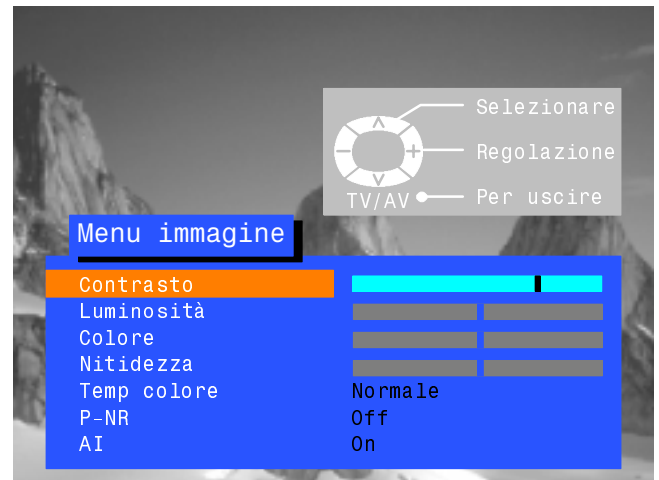 Selezionare
Regolazione
TV/AV Per uscire
Menu immagine
Contrasto
Luminosità
Colore
Nitidezza
Temp colore Normale
P-NR Off
AI On